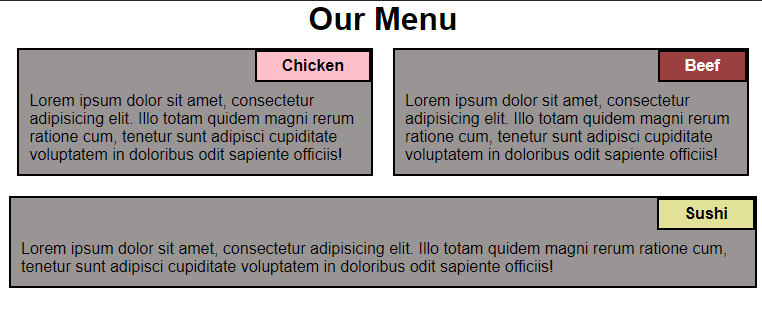 Our Menu
Chicken
Lorem ipsum dolor sit amet, consectetur
adipisicing elit. Illo totam quidem magni rerum
ratione cum, tenetur sunt adipisci cupiditate
voluptatem in doloribus odit sapiente officiis!
Beef
Lorem ipsum dolor sit amet, consectetur
adipisicing elit. Illo totam quidem magni rerum
ratione cum, tenetur sunt adipisci cupiditate
voluptatem in doloribus odit sapiente officiis!
Sushi
Lorem ipsum dolor sit amet, consectetur adipisicing elit. Illo totam quidem magni rerum ratione cum,
tenetur sunt adipisci cupiditate voluptatem in doloribus odit sapiente officiis!